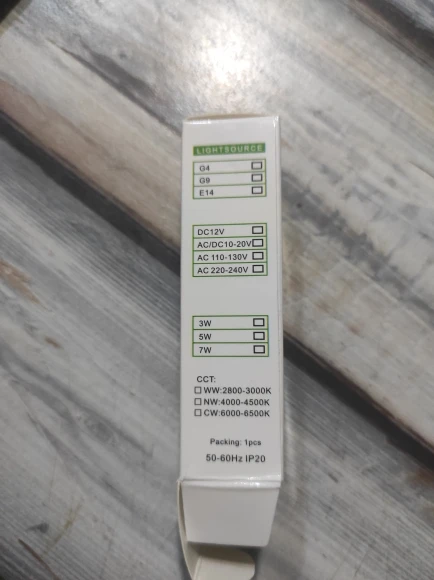 LIGHTSOURCE
G4
G9
E14
DC12V
AC/DC10-20V
AC 110-130V
AC 220-240V
3W
5W
7W
CCT:
WW:2800-3000K
NW:4000-4500K
CW:6000-6500K
Packing: 1pcs
50-60Hz IP20